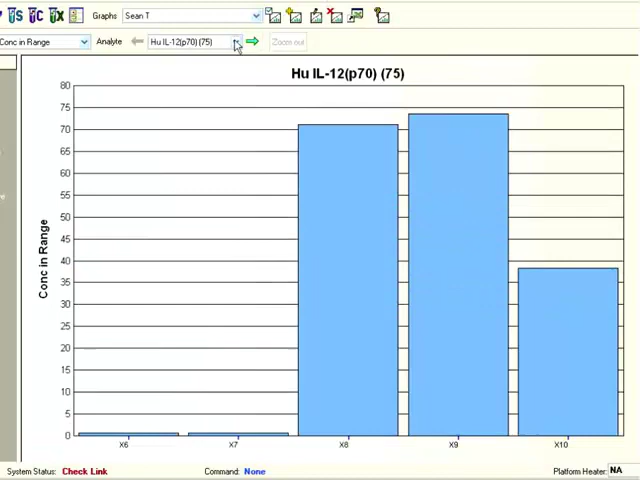 S C X Graphs Sean T
Conc in Range Analyte Hu IL-12(p70) (75) Zoom out
Hu IL-12(p70) (75)
80
75
70
65
60
55
50
45
40
35
30
25
20
15
10
5
0
Conc in Range
X6 X7 X8 X9 X10
System Status: Check Link Command: None Platform Heater: NA